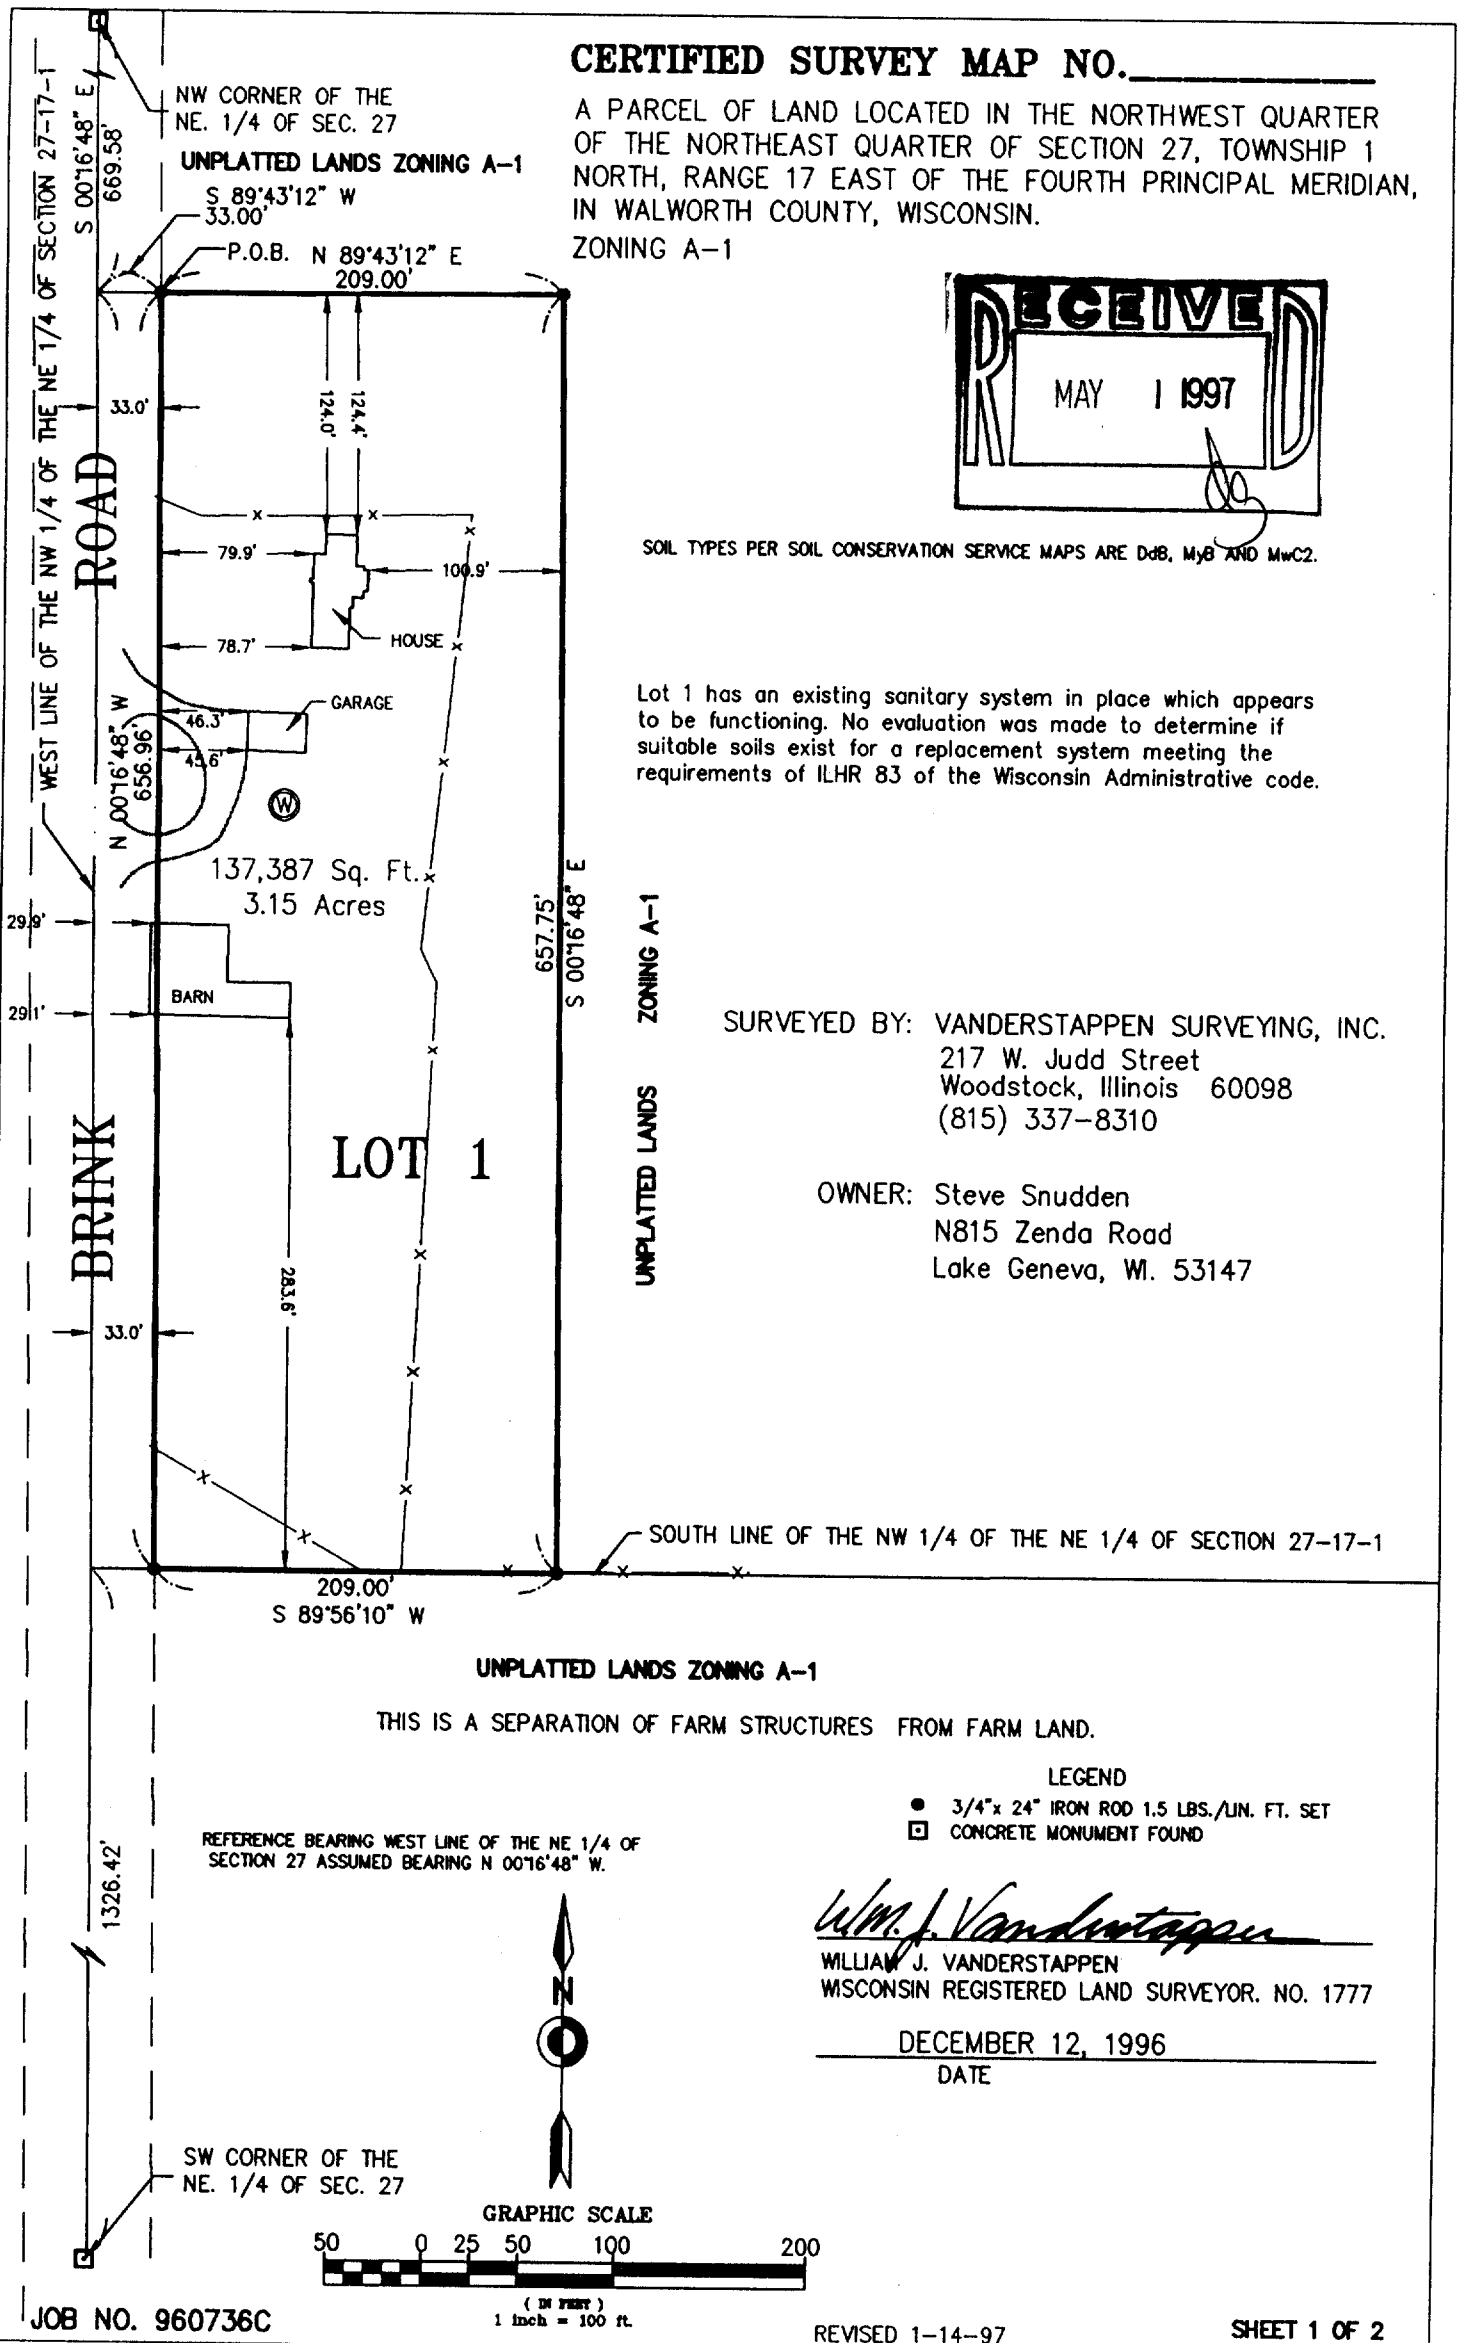 CERTIFIED SURVEY MAP NO.
A PARCEL OF LAND LOCATED IN THE NORTHWEST QUARTER
OF THE NORTHEAST QUARTER OF SECTION 27, TOWNSHIP 1
NORTH, RANGE 17 EAST OF THE FOURTH PRINCIPAL MERIDIAN,
IN WALWORTH COUNTY, WISCONSIN.
ZONING A-1
NW CORNER OF THE
NE. 1/4 OF SEC. 27
UNPLATTED LANDS ZONING A-1
S 89°43'12" W
33.00'
P.O.B. N 89°43'12" E
209.00'
S 00°16'48" E
669.58'
WEST LINE OF THE NW 1/4 OF THE NE 1/4 OF SECTION 27-17-1
RECEIVED
MAY 1 1997
33.0'
124.0'
124.4'
ROAD
79.9'
100.9'
78.7'
HOUSE
SOIL TYPES PER SOIL CONSERVATION SERVICE MAPS ARE DdB, MyB AND MwC2.
GARAGE
46.3'
45.6'
N 00°16'48" W
656.96'
W
Lot 1 has an existing sanitary system in place which appears
to be functioning. No evaluation was made to determine if
suitable soils exist for a replacement system meeting the
requirements of ILHR 83 of the Wisconsin Administrative code.
137,387 Sq. Ft.
3.15 Acres
29.9'
29.1'
BARN
657.75'
S 00°16'48" E
UNPLATTED LANDS ZONING A-1
SURVEYED BY: VANDERSTAPPEN SURVEYING, INC.
217 W. Judd Street
Woodstock, Illinois 60098
(815) 337-8310
BRINK
LOT 1
OWNER: Steve Snudden
N815 Zenda Road
Lake Geneva, WI. 53147
283.6'
33.0'
SOUTH LINE OF THE NW 1/4 OF THE NE 1/4 OF SECTION 27-17-1
209.00'
S 89°56'10" W
UNPLATTED LANDS ZONING A-1
THIS IS A SEPARATION OF FARM STRUCTURES FROM FARM LAND.
LEGEND
3/4"x 24" IRON ROD 1.5 LBS./LIN. FT. SET
CONCRETE MONUMENT FOUND
REFERENCE BEARING WEST LINE OF THE NE 1/4 OF
SECTION 27 ASSUMED BEARING N 00°16'48" W.
1326.42'
Wm. J. Vanderstappen
WILLIAM J. VANDERSTAPPEN
WISCONSIN REGISTERED LAND SURVEYOR. NO. 1777
DECEMBER 12, 1996
DATE
N
SW CORNER OF THE
NE. 1/4 OF SEC. 27
GRAPHIC SCALE
50 0 25 50 100 200
( IN FEET )
1 inch = 100 ft.
JOB NO. 960736C
REVISED 1-14-97
SHEET 1 OF 2